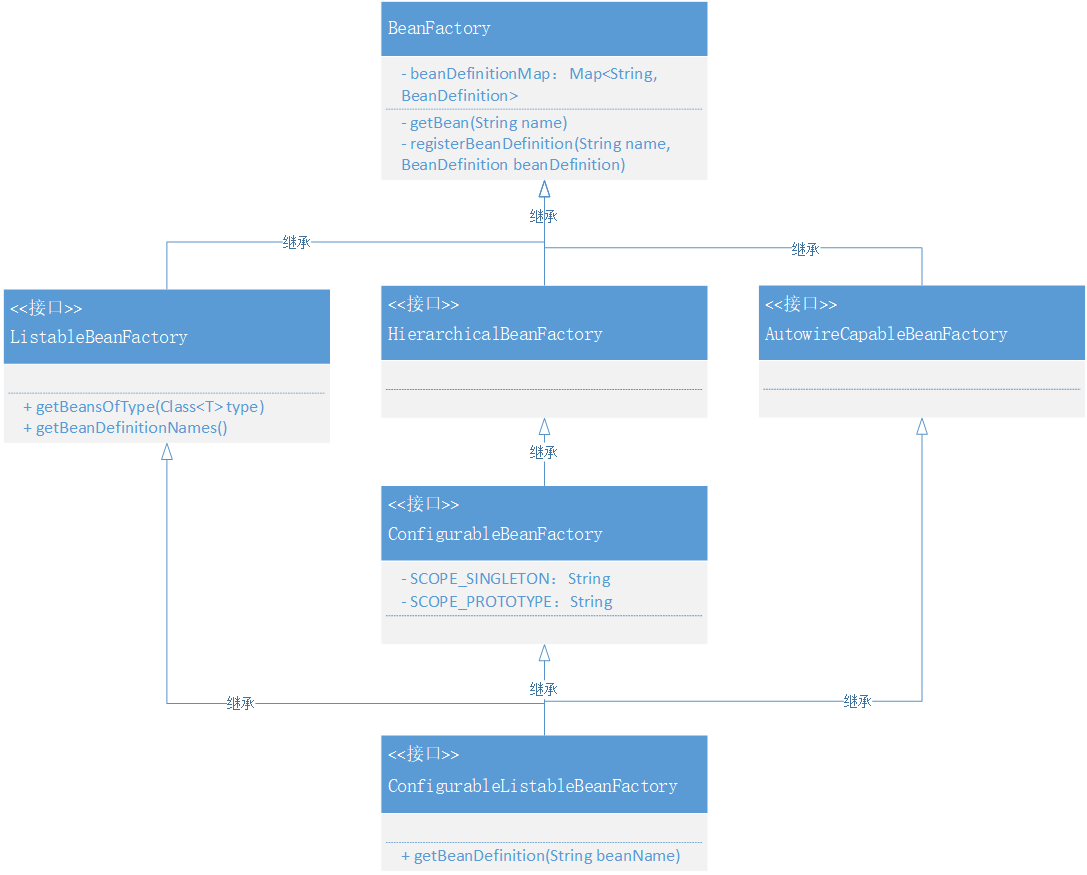 BeanFactory
- beanDefinitionMap：Map<String,
BeanDefinition>
- getBean(String name)
- registerBeanDefinition(String name,
BeanDefinition beanDefinition)
继承
继承
继承
<<接口>>
ListableBeanFactory
+ getBeansOfType(Class<T> type)
+ getBeanDefinitionNames()
<<接口>>
HierarchicalBeanFactory
<<接口>>
AutowireCapableBeanFactory
继承
<<接口>>
ConfigurableBeanFactory
- SCOPE_SINGLETON：String
- SCOPE_PROTOTYPE：String
继承
继承
继承
<<接口>>
ConfigurableListableBeanFactory
+ getBeanDefinition(String beanName)